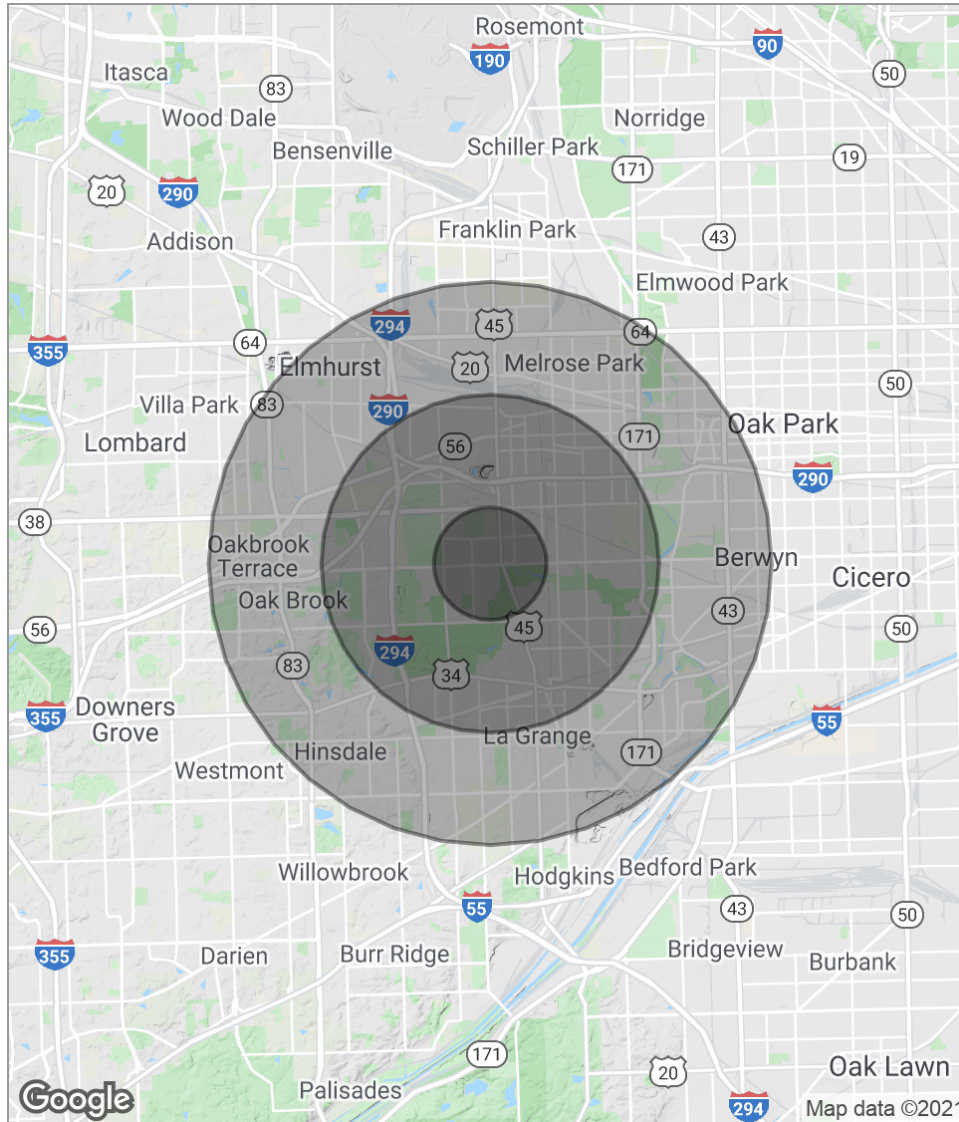 Rosemont
90
190
Itasca
50
83
Wood Dale
Norridge
Bensenville
Schiller Park
19
171
20
290
Franklin Park
43
Addison
Elmwood Park
294
45
64
64
355
Elmhurst
20
Melrose Park
50
Villa Park
83
290
Oak Park
171
Lombard
56
290
38
Oakbrook
Terrace
Berwyn
Cicero
Oak Brook
43
56
45
50
294
83
34
355
Downers
Grove
55
La Grange
Hinsdale
171
Westmont
Willowbrook
Hodgkins
Bedford Park
55
43
50
355
Darien
Burr Ridge
Bridgeview
Burbank
171
20
Oak Lawn
Palisades
294
Google
Map data ©2021